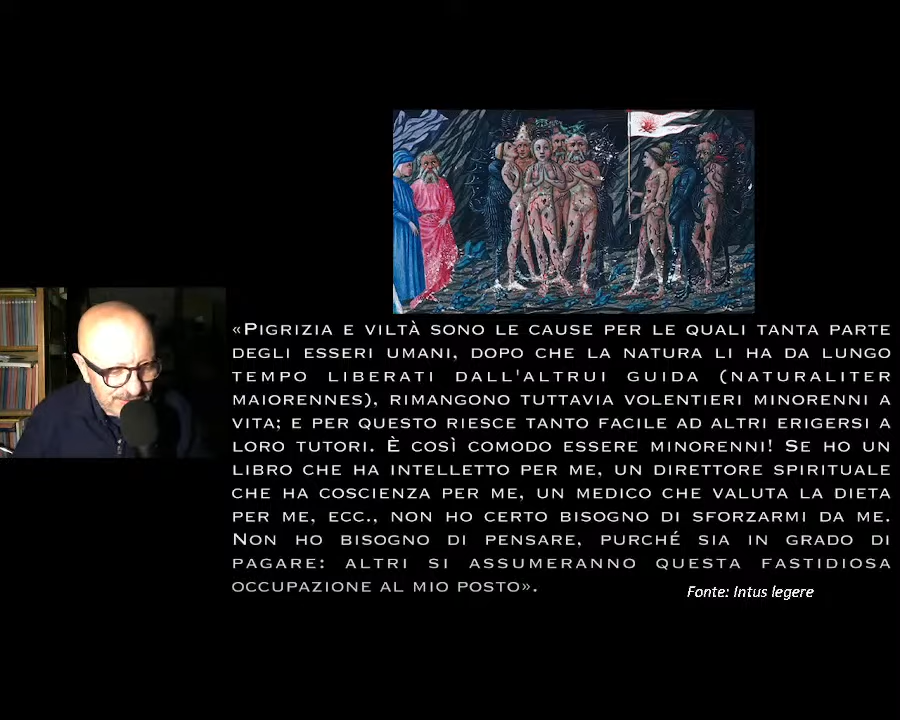 «Pigrizia e viltà sono le cause per le quali tanta parte
degli esseri umani, dopo che la natura li ha da lungo
tempo liberati dall'altrui guida (naturaliter
maiorennes), rimangono tuttavia volentieri minorenni a
vita; e per questo riesce tanto facile ad altri erigersi a
loro tutori. È così comodo essere minorenni! Se ho un
libro che ha intelletto per me, un direttore spirituale
che ha coscienza per me, un medico che valuta la dieta
per me, ecc., non ho certo bisogno di sforzarmi da me.
Non ho bisogno di pensare, purché sia in grado di
pagare: altri si assumeranno questa fastidiosa
occupazione al mio posto».
Fonte: Intus legere